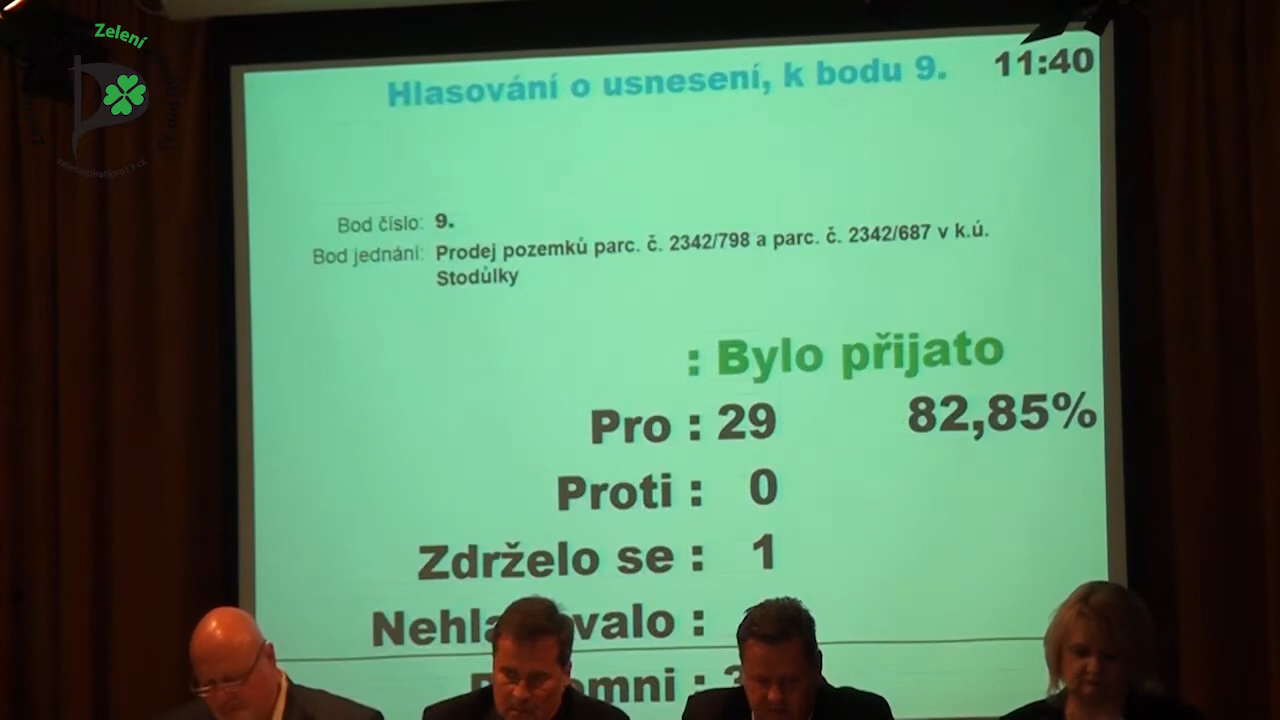 Zelení
Hlasování o usnesení, k bodu 9.
11:40
Bod číslo: 9.
Bod jednání: Prodej pozemků parc. č. 2342/798 a parc. č. 2342/687 v k.ú.
Stodůlky
: Bylo přijato
Pro : 29 82,85%
Proti : 0
Zdrželo se : 1
:
: